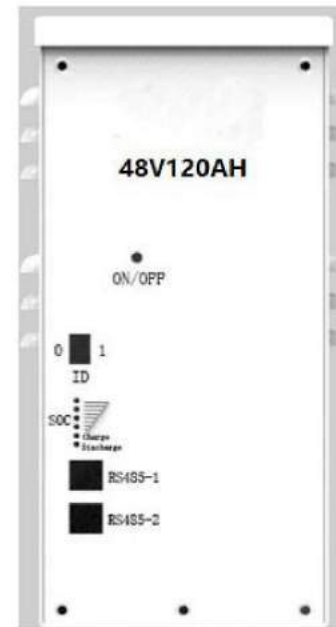 48V120AH
ON/OFF
0 1
ID
SOC
Charge
Discharge
RS485-1
RS485-2